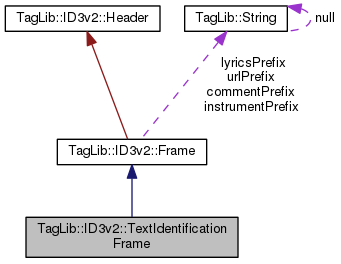 TagLib::ID3v2::Header
TagLib::String
null
lyricsPrefix
urlPrefix
commentPrefix
instrumentPrefix
TagLib::ID3v2::Frame
TagLib::ID3v2::TextIdentification
Frame